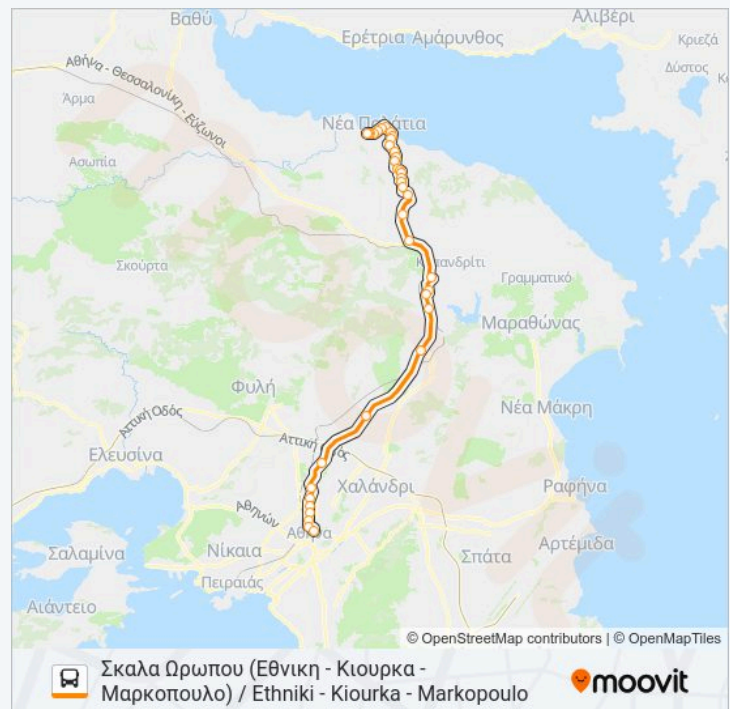 Βαθύ
Αλιβέρι
Ερέτρια Αμάρυνθος
Κριεζά
Αθήνα - Θεσσαλονίκη - Εύζωνοι
Δύστος
Άρμα
Νέα Παλάτια
Ασωπία
Σκούρτα
Καπανδρίτι
Γραμματικό
Μαραθώνας
Φυλή
Νέα Μάκρη
Αττική Οδός
Αττική Οδός
Ελευσίνα
Χαλάνδρι
Ραφήνα
Αθηνών
Αθήνα
Αρτέμιδα
Νίκαια
Σπάτα
Σαλαμίνα
Πειραιάς
Αιάντειο
© OpenStreetMap contributors | © OpenMapTiles
Σκαλα Ωρωπου (Εθνικη - Κιουρκα -
Μαρκοπουλο) / Ethniki - Kiourka - Markopoulo
moovit